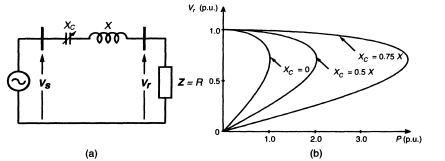 X_C
X
V_s
V_r
Z = R
(a)
V_r (p.u.)
1.0
0.5
0
X_C = 0.75 X
X_C = 0.5 X
X_C = 0
1.0
2.0
3.0
P (p.u.)
(b)